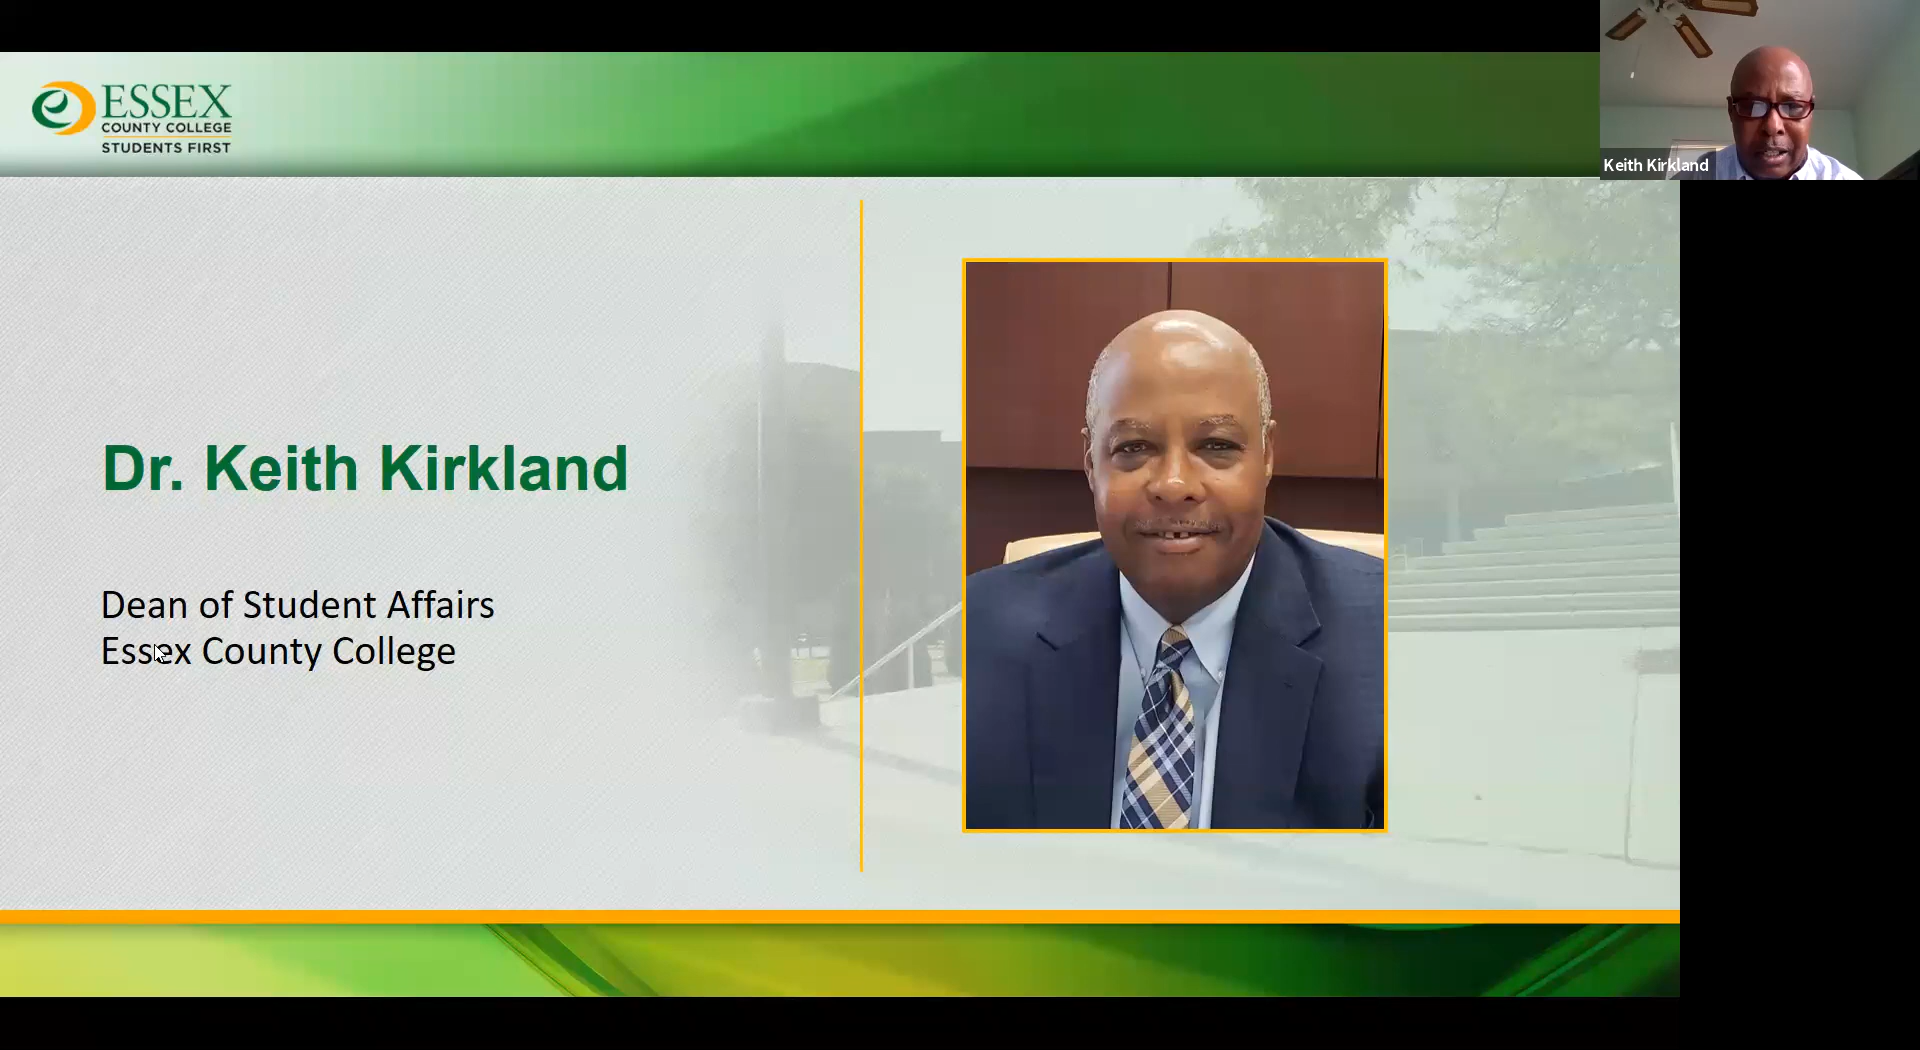 ESSEX
COUNTY COLLEGE
STUDENTS FIRST
Keith Kirkland
Dr. Keith Kirkland
Dean of Student Affairs
Essex County College